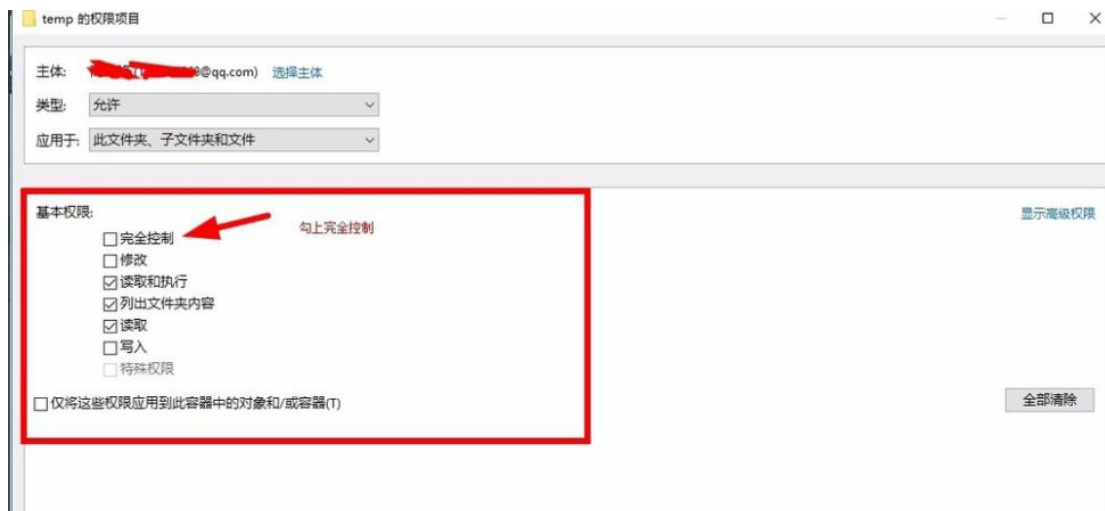 temp 的权限项目
主体: @qq.com) 选择主体
类型: 允许
应用于: 此文件夹、子文件夹和文件
基本权限: 显示高级权限
完全控制 勾上完全控制
修改
读取和执行
列出文件夹内容
读取
写入
特殊权限
仅将这些权限应用到此容器中的对象和/或容器(T) 全部清除